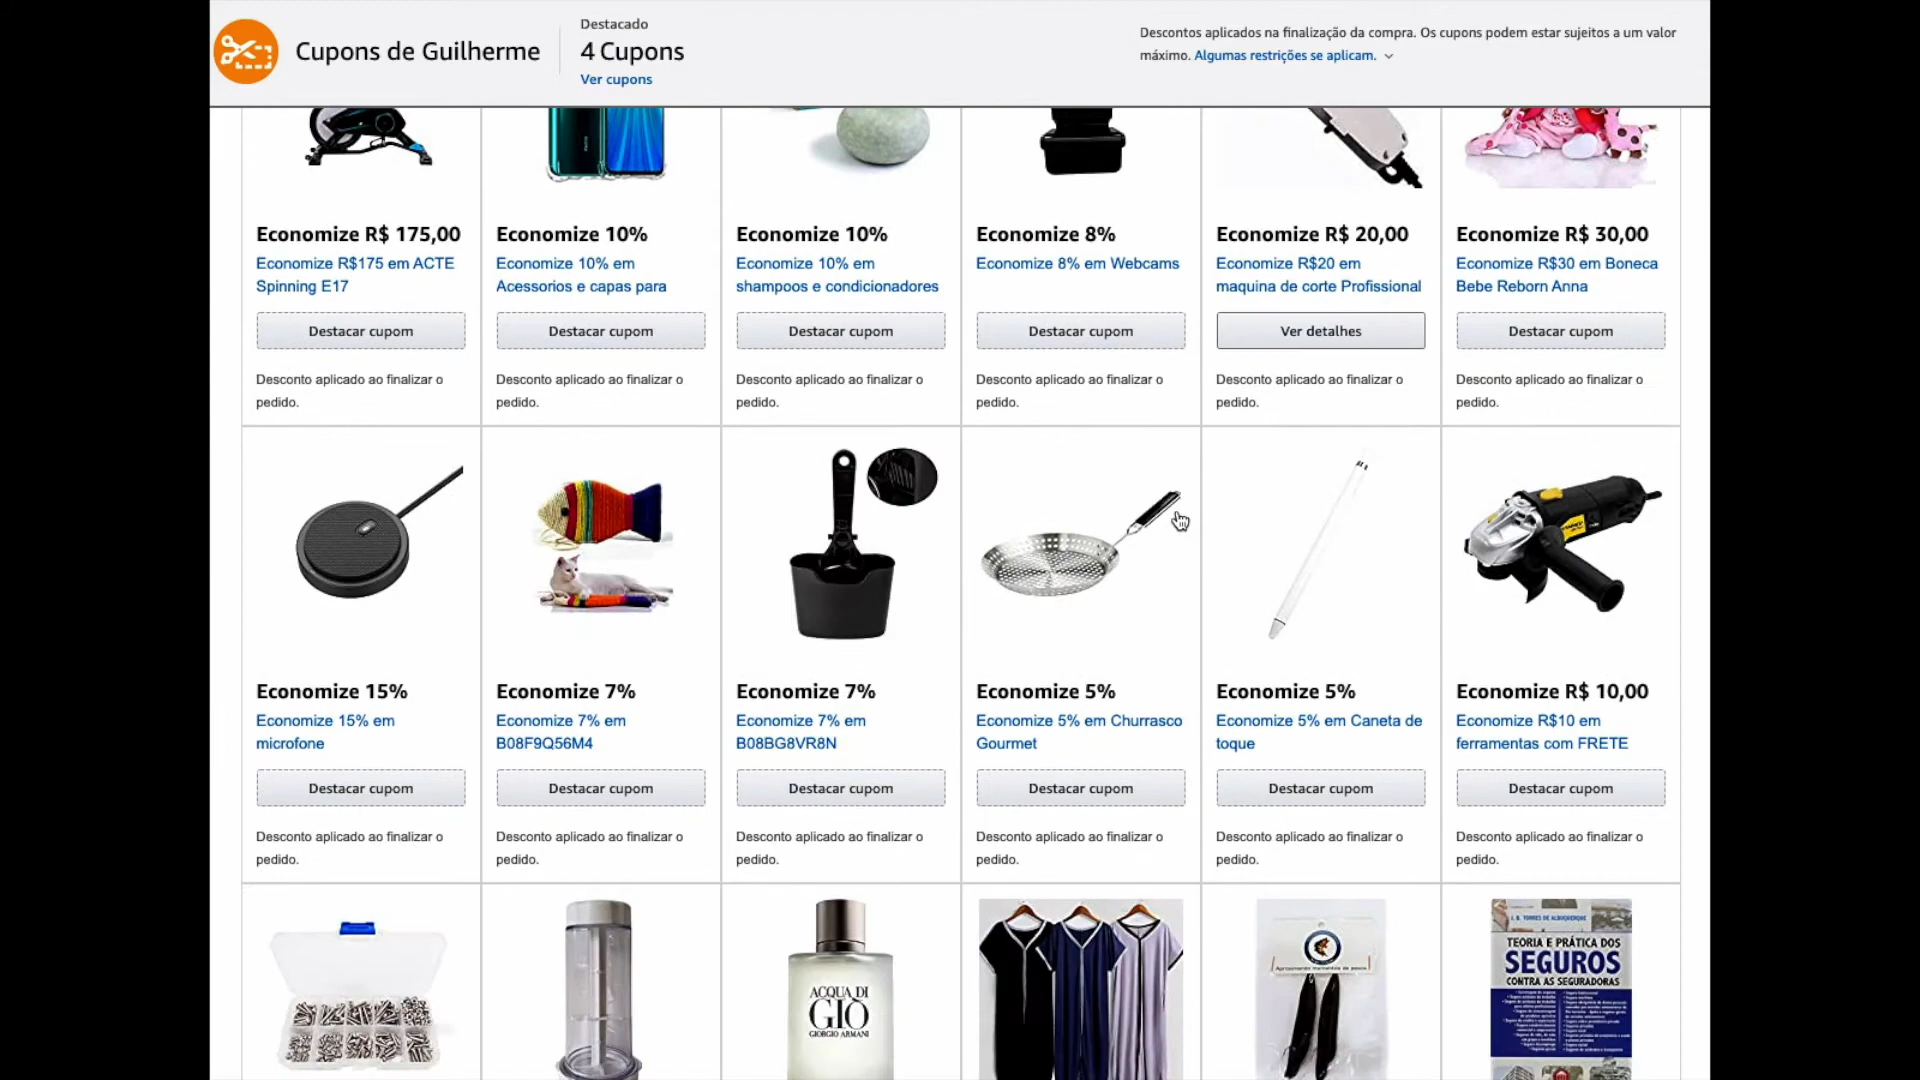 Cupons de Guilherme
Destacado
4 Cupons
Ver cupons
Descontos aplicados na finalização da compra. Os cupons podem estar sujeitos a um valor
máximo. Algumas restrições se aplicam.
Economize R$ 175,00
Economize R$175 em ACTE
Spinning E17
Destacar cupom
Desconto aplicado ao finalizar o
pedido.
Economize 10%
Economize 10% em
Acessorios e capas para
Destacar cupom
Desconto aplicado ao finalizar o
pedido.
Economize 10%
Economize 10% em
shampoos e condicionadores
Destacar cupom
Desconto aplicado ao finalizar o
pedido.
Economize 8%
Economize 8% em Webcams
Destacar cupom
Desconto aplicado ao finalizar o
pedido.
Economize R$ 20,00
Economize R$20 em
maquina de corte Profissional
Ver detalhes
Desconto aplicado ao finalizar o
pedido.
Economize R$ 30,00
Economize R$30 em Boneca
Bebe Reborn Anna
Destacar cupom
Desconto aplicado ao finalizar o
pedido.
Economize 15%
Economize 15% em
microfone
Destacar cupom
Desconto aplicado ao finalizar o
pedido.
Economize 7%
Economize 7% em
B08F9Q56M4
Destacar cupom
Desconto aplicado ao finalizar o
pedido.
Economize 7%
Economize 7% em
B08BG8VR8N
Destacar cupom
Desconto aplicado ao finalizar o
pedido.
Economize 5%
Economize 5% em Churrasco
Gourmet
Destacar cupom
Desconto aplicado ao finalizar o
pedido.
Economize 5%
Economize 5% em Caneta de
toque
Destacar cupom
Desconto aplicado ao finalizar o
pedido.
Economize R$ 10,00
Economize R$10 em
ferramentas com FRETE
Destacar cupom
Desconto aplicado ao finalizar o
pedido.
ACQUA DI
GIÒ
GIORGIO ARMANI
J. B. TORRES DE ALBUQUERQUE
TEORIA E PRÁTICA DOS
SEGUROS
CONTRA AS SEGURADORAS